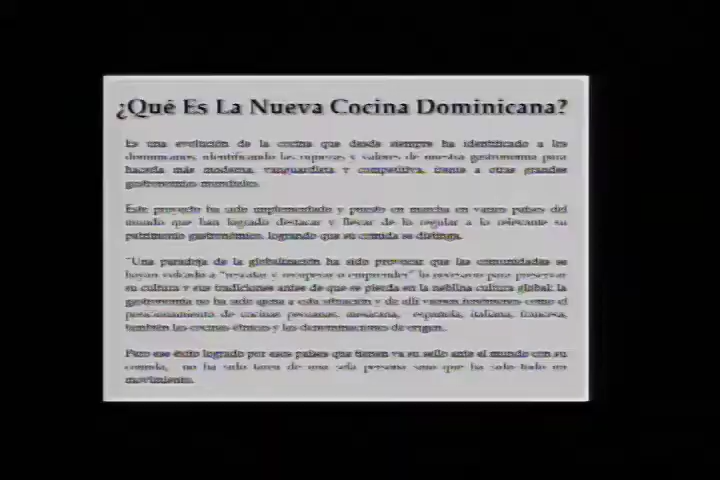 ¿Qué Es La Nueva Cocina Dominicana?
Es una evolución de la cocina que desde siempre ha identificado a los
dominicanos, identificando las riquezas y valores de nuestra gastronomía para
hacerla más moderna, vanguardista y competitiva, frente a otras grandes
gastronomías mundiales.
Este proyecto ha sido implementado y puesto en marcha en varios países del
mundo que han logrado destacar y llevar de lo regular a lo relevante su
patrimonio gastronómico, logrando que su comida se distinga.
"Una paradoja de la globalización ha sido provocar que las comunidades se
hayan volcado a "rescatar y recuperar o emprender" lo necesario para preservar
su cultura y sus tradiciones antes de que se pierda en la neblina cultura global; la
gastronomía no ha sido ajena a esta situación y de allí vienen fenómenos como el
posicionamiento de cocinas peruanas, mexicana, española, italiana, francesa,
también las cocinas étnicos y las denominaciones de origen.
Pero ese éxito logrado por esos países que tienen ya su sello ante el mundo con su
comida, no ha sido tarea de una sola persona sino que ha sido todo un
movimiento.